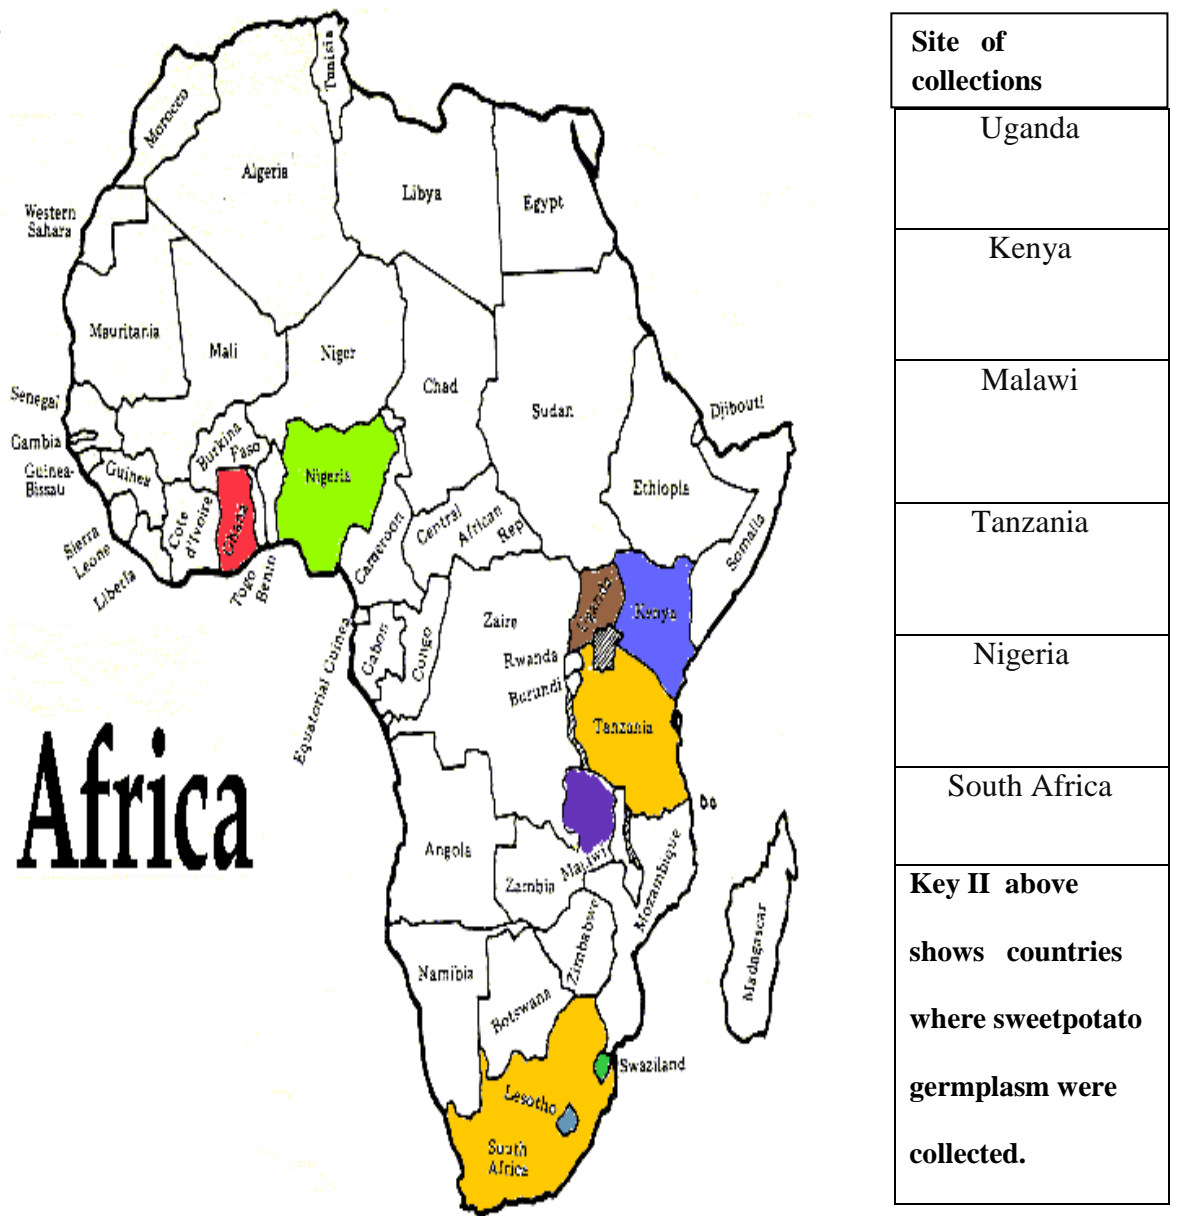 Tunisia
Morocco
Algeria
Libya
Egypt
Western
Sahara
Mauritania
Mali
Niger
Chad
Sudan
Djibouti
Senegal
Gambia
Guinea-
Bissau
Guinea
Burkina
Faso
Nigeria
Ethiopia
Somalia
Sierra
Leone
Liberia
Cote
d'Ivoire
Ghana
Togo
Benin
Cameroon
Central
African
Rep
Equatorial Guinea
Gabon
Congo
Zaire
Uganda
Kenya
Rwanda
Burundi
Tanzania
Africa
Angola
Zambia
Malawi
Mozambique
Zimbabwe
Madagascar
Namibia
Botswana
Swaziland
Lesotho
South
Africa
Site of
collections
Uganda
Kenya
Malawi
Tanzania
Nigeria
South Africa
Key II above
shows countries
where sweetpotato
germplasm were
collected.